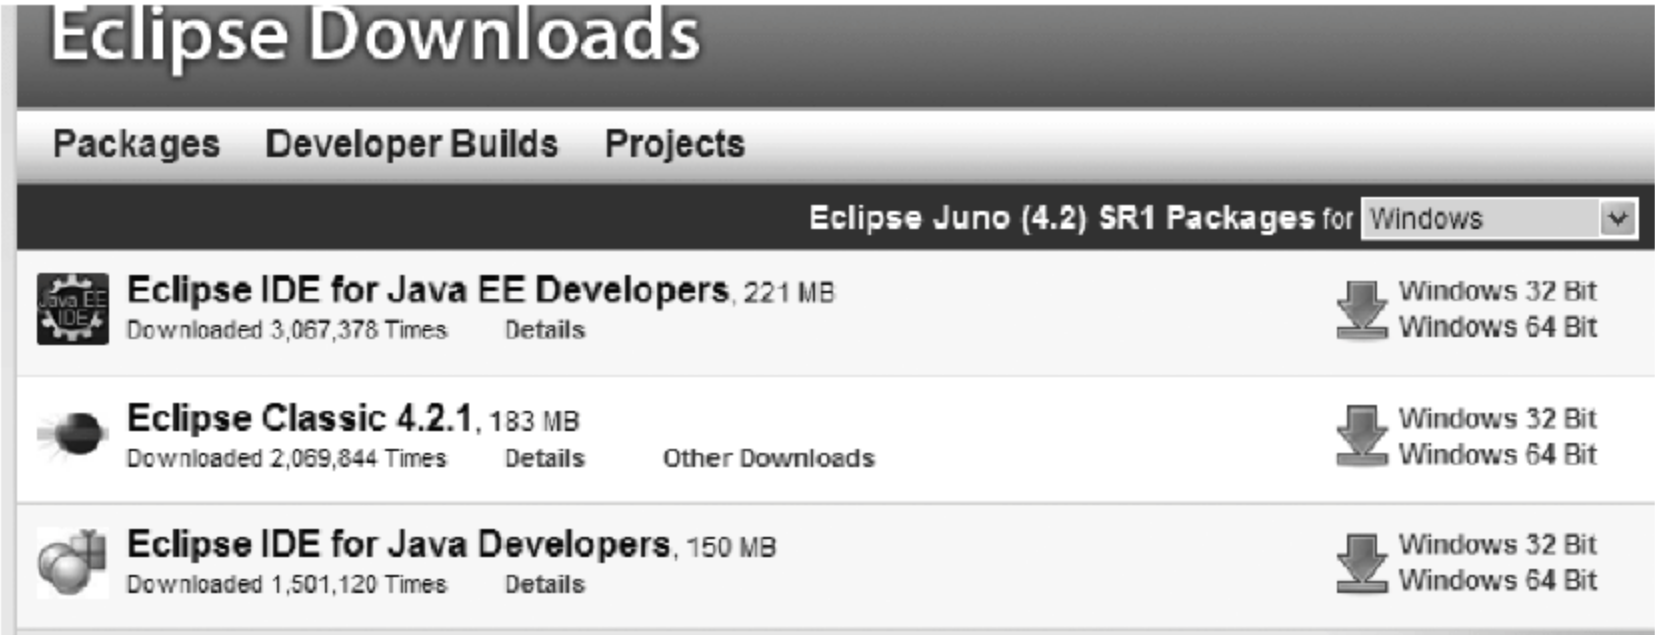 Eclipse Downloads
Packages Developer Builds Projects
Eclipse Juno (4.2) SR1 Packages for Windows
Java EE
IDE
Eclipse IDE for Java EE Developers, 221 MB
Downloaded 3,067,378 Times Details
Windows 32 Bit
Windows 64 Bit
Eclipse Classic 4.2.1, 183 MB
Downloaded 2,069,844 Times Details Other Downloads
Windows 32 Bit
Windows 64 Bit
Eclipse IDE for Java Developers, 150 MB
Downloaded 1,501,120 Times Details
Windows 32 Bit
Windows 64 Bit